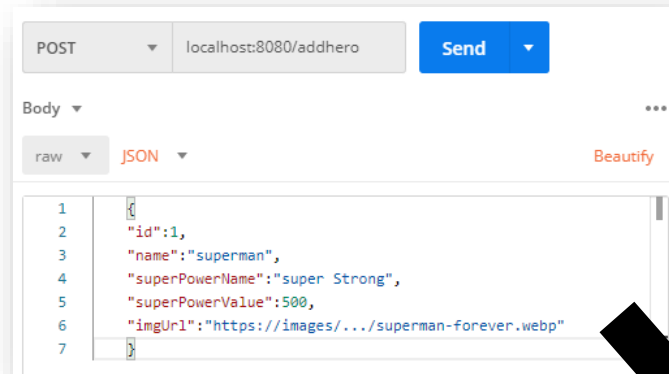 POST localhost:8080/addhero Send
Body
raw JSON Beautify
1 {
2 "id":1,
3 "name":"superman",
4 "superPowerName":"super Strong",
5 "superPowerValue":500,
6 "imgUrl":"https://images/.../superman-forever.webp"
7 }